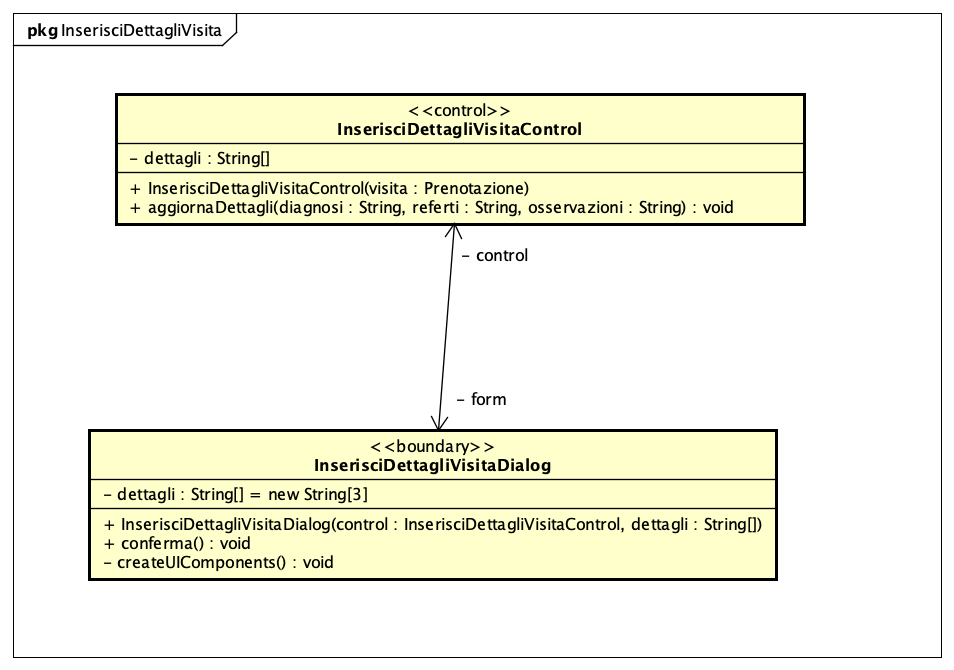 pkg InserisciDettagliVisita
<<control>>
InserisciDettagliVisitaControl
- dettagli : String[]
+ InserisciDettagliVisitaControl(visita : Prenotazione)
+ aggiornaDettagli(diagnosi : String, referti : String, osservazioni : String) : void
- control
- form
<<boundary>>
InserisciDettagliVisitaDialog
- dettagli : String[] = new String[3]
+ InserisciDettagliVisitaDialog(control : InserisciDettagliVisitaControl, dettagli : String[])
+ conferma() : void
- createUIComponents() : void